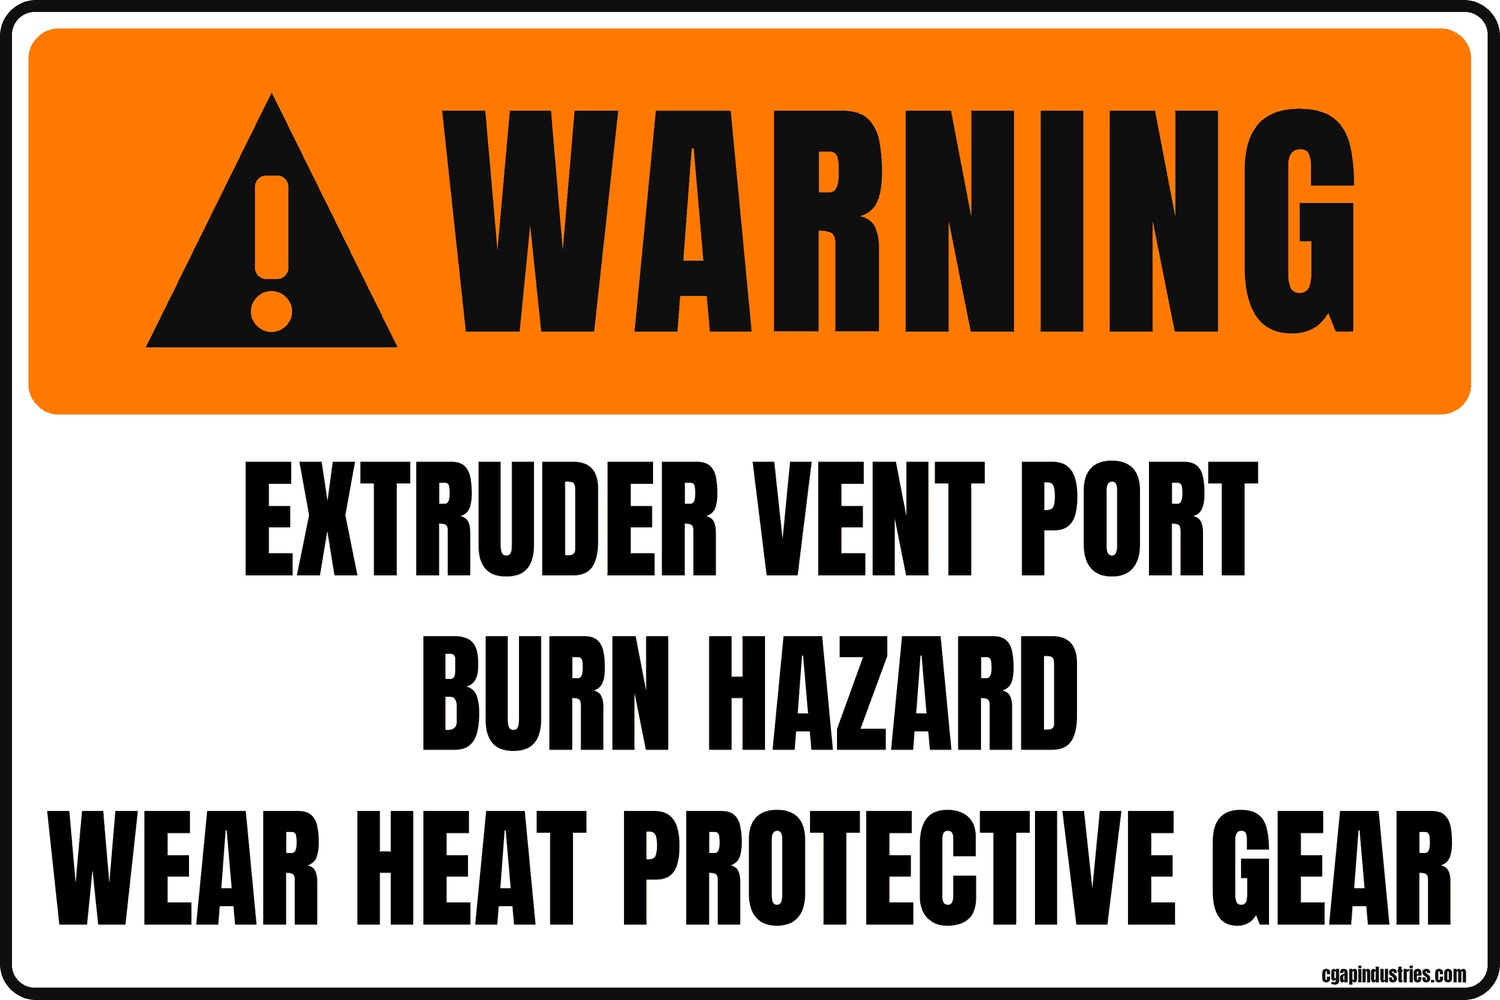 WARNING
EXTRUDER VENT PORT
BURN HAZARD
WEAR HEAT PROTECTIVE GEAR
cgapindustries.com